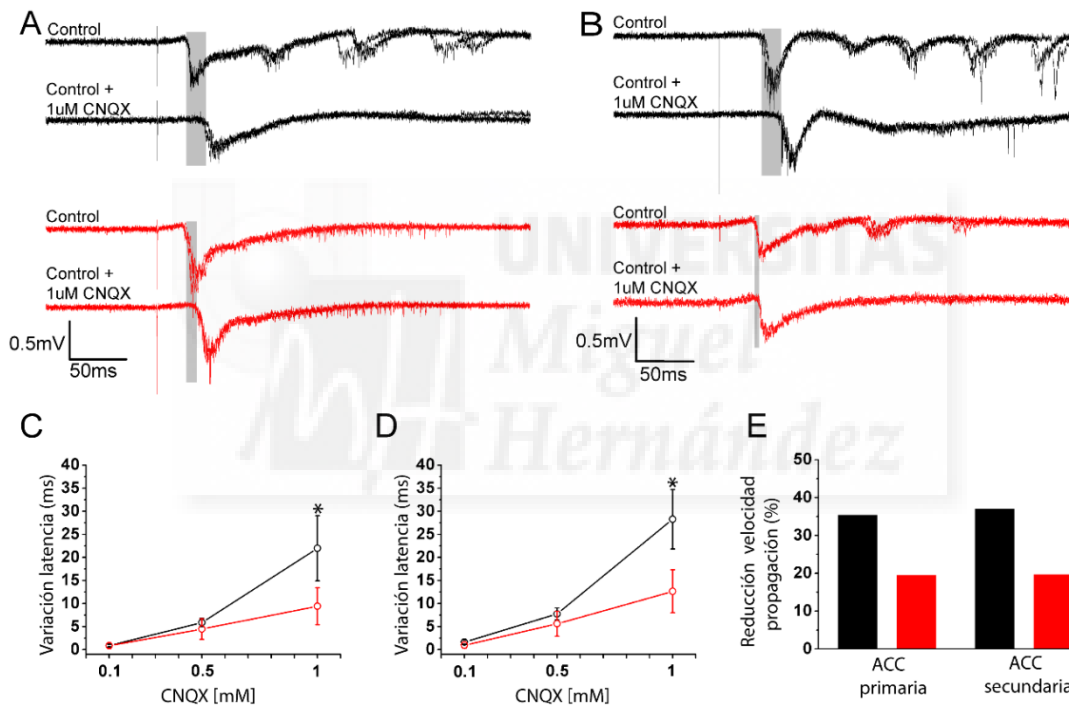 A
Control
Control +
1uM CNQX
Control
Control +
1uM CNQX
0.5mV
50ms
B
Control
Control +
1uM CNQX
Control
Control +
1uM CNQX
0.5mV
50ms
UNIVERSITAS
Miguel
Hernández
C
Variación latencia (ms)
40
35
30
25
20
15
10
5
0
*
0.1
0.5
1
CNQX [mM]
D
Variación latencia (ms)
40
35
30
25
20
15
10
5
0
*
0.1
0.5
1
CNQX [mM]
E
Reducción velocidad
propagación (%)
50
40
30
20
10
0
ACC
primaria
ACC
secundaria